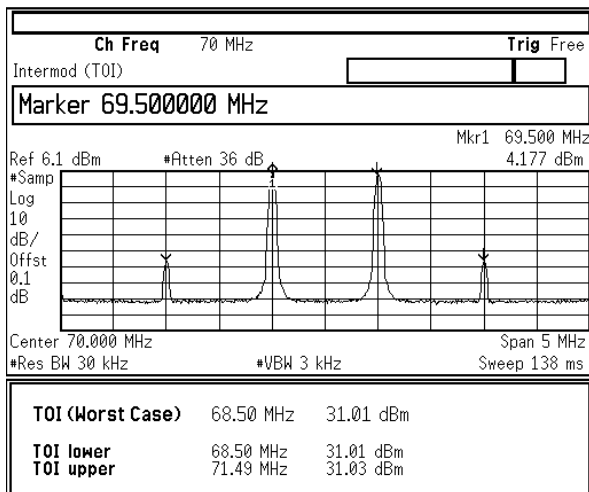 Ch Freq 70 MHz Trig Free
Intermod (TOI)
Marker 69.500000 MHz
Mkr1 69.500 MHz
Ref 6.1 dBm #Atten 36 dB 4.177 dBm
#Samp
Log
10
dB/
Offst
0.1
dB
1
Center 70.000 MHz Span 5 MHz
#Res BW 30 kHz #VBW 3 kHz Sweep 138 ms
TOI (Worst Case) 68.50 MHz 31.01 dBm
TOI lower 68.50 MHz 31.01 dBm
TOI upper 71.49 MHz 31.03 dBm